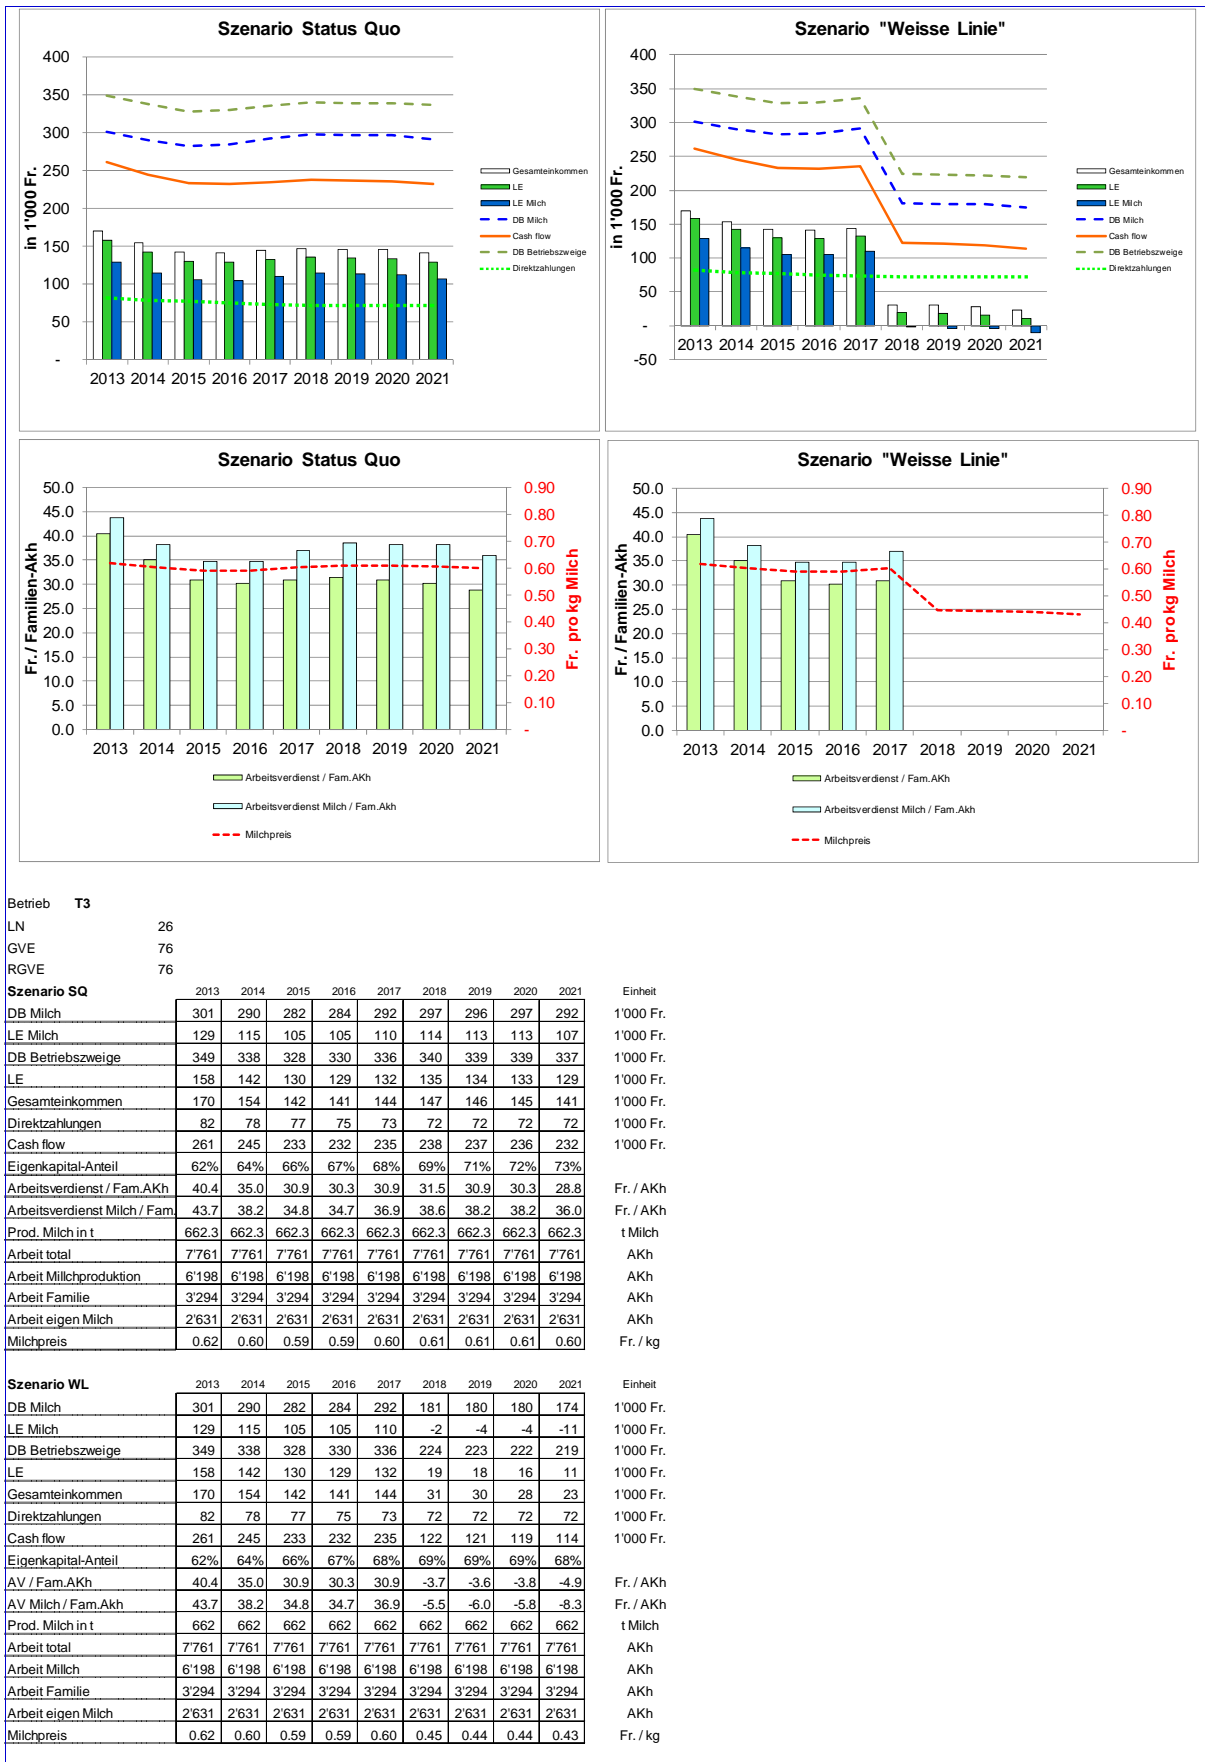 Szenario Status Quo
400
350
300
250
200
150
100
50
-
in 1'000 Fr.
2013 2014 2015 2016 2017 2018 2019 2020 2021
Gesamteinkommen
LE
LE Milch
DB Milch
Cash flow
DB Betriebszweige
Direktzahlungen
Szenario "Weisse Linie"
400
350
300
250
200
150
100
50
-
-50
in 1'000 Fr.
2013 2014 2015 2016 2017 2018 2019 2020 2021
Gesamteinkommen
LE
LE Milch
DB Milch
Cash flow
DB Betriebszweige
Direktzahlungen
Szenario Status Quo
50.0
45.0
40.0
35.0
30.0
25.0
20.0
15.0
10.0
5.0
0.0
Fr. / Familien-Akh
0.90
0.80
0.70
0.60
0.50
0.40
0.30
0.20
0.10
-
Fr. pro kg Milch
2013 2014 2015 2016 2017 2018 2019 2020 2021
Arbeitsverdienst / Fam.AKh
Arbeitsverdienst Milch / Fam.Akh
Milchpreis
Szenario "Weisse Linie"
50.0
45.0
40.0
35.0
30.0
25.0
20.0
15.0
10.0
5.0
0.0
Fr. / Familien-Akh
0.90
0.80
0.70
0.60
0.50
0.40
0.30
0.20
0.10
-
Fr. pro kg Milch
2013 2014 2015 2016 2017 2018 2019 2020 2021
Arbeitsverdienst / Fam.AKh
Arbeitsverdienst Milch / Fam.Akh
Milchpreis
Betrieb T3
LN 26
GVE 76
RGVE 76
Szenario SQ 2013 2014 2015 2016 2017 2018 2019 2020 2021 Einheit
DB Milch 301 290 282 284 292 297 296 297 292 1'000 Fr.
LE Milch 129 115 105 105 110 114 113 113 107 1'000 Fr.
DB Betriebszweige 349 338 328 330 336 340 339 339 337 1'000 Fr.
LE 158 142 130 129 132 135 134 133 129 1'000 Fr.
Gesamteinkommen 170 154 142 141 144 147 146 145 141 1'000 Fr.
Direktzahlungen 82 78 77 75 73 72 72 72 72 1'000 Fr.
Cash flow 261 245 233 232 235 238 237 236 232 1'000 Fr.
Eigenkapital-Anteil 62% 64% 66% 67% 68% 69% 71% 72% 73%
Arbeitsverdienst / Fam.AKh 40.4 35.0 30.9 30.3 30.9 31.5 30.9 30.3 28.8 Fr. / AKh
Arbeitsverdienst Milch / Fam. 43.7 38.2 34.8 34.7 36.9 38.6 38.2 38.2 36.0 Fr. / AKh
Prod. Milch in t 662.3 662.3 662.3 662.3 662.3 662.3 662.3 662.3 662.3 t Milch
Arbeit total 7'761 7'761 7'761 7'761 7'761 7'761 7'761 7'761 7'761 AKh
Arbeit Millchproduktion 6'198 6'198 6'198 6'198 6'198 6'198 6'198 6'198 6'198 AKh
Arbeit Familie 3'294 3'294 3'294 3'294 3'294 3'294 3'294 3'294 3'294 AKh
Arbeit eigen Milch 2'631 2'631 2'631 2'631 2'631 2'631 2'631 2'631 2'631 AKh
Milchpreis 0.62 0.60 0.59 0.59 0.60 0.61 0.61 0.61 0.60 Fr. / kg
Szenario WL 2013 2014 2015 2016 2017 2018 2019 2020 2021 Einheit
DB Milch 301 290 282 284 292 181 180 180 174 1'000 Fr.
LE Milch 129 115 105 105 110 -2 -4 -4 -11 1'000 Fr.
DB Betriebszweige 349 338 328 330 336 224 223 222 219 1'000 Fr.
LE 158 142 130 129 132 19 18 16 11 1'000 Fr.
Gesamteinkommen 170 154 142 141 144 31 30 28 23 1'000 Fr.
Direktzahlungen 82 78 77 75 73 72 72 72 72 1'000 Fr.
Cash flow 261 245 233 232 235 122 121 119 114 1'000 Fr.
Eigenkapital-Anteil 62% 64% 66% 67% 68% 69% 69% 69% 68%
AV / Fam.AKh 40.4 35.0 30.9 30.3 30.9 -3.7 -3.6 -3.8 -4.9 Fr. / AKh
AV Milch / Fam.Akh 43.7 38.2 34.8 34.7 36.9 -5.5 -6.0 -5.8 -8.3 Fr. / AKh
Prod. Milch in t 662 662 662 662 662 662 662 662 662 t Milch
Arbeit total 7'761 7'761 7'761 7'761 7'761 7'761 7'761 7'761 7'761 AKh
Arbeit Millch 6'198 6'198 6'198 6'198 6'198 6'198 6'198 6'198 6'198 AKh
Arbeit Familie 3'294 3'294 3'294 3'294 3'294 3'294 3'294 3'294 3'294 AKh
Arbeit eigen Milch 2'631 2'631 2'631 2'631 2'631 2'631 2'631 2'631 2'631 AKh
Milchpreis 0.62 0.60 0.59 0.59 0.60 0.45 0.44 0.44 0.43 Fr. / kg